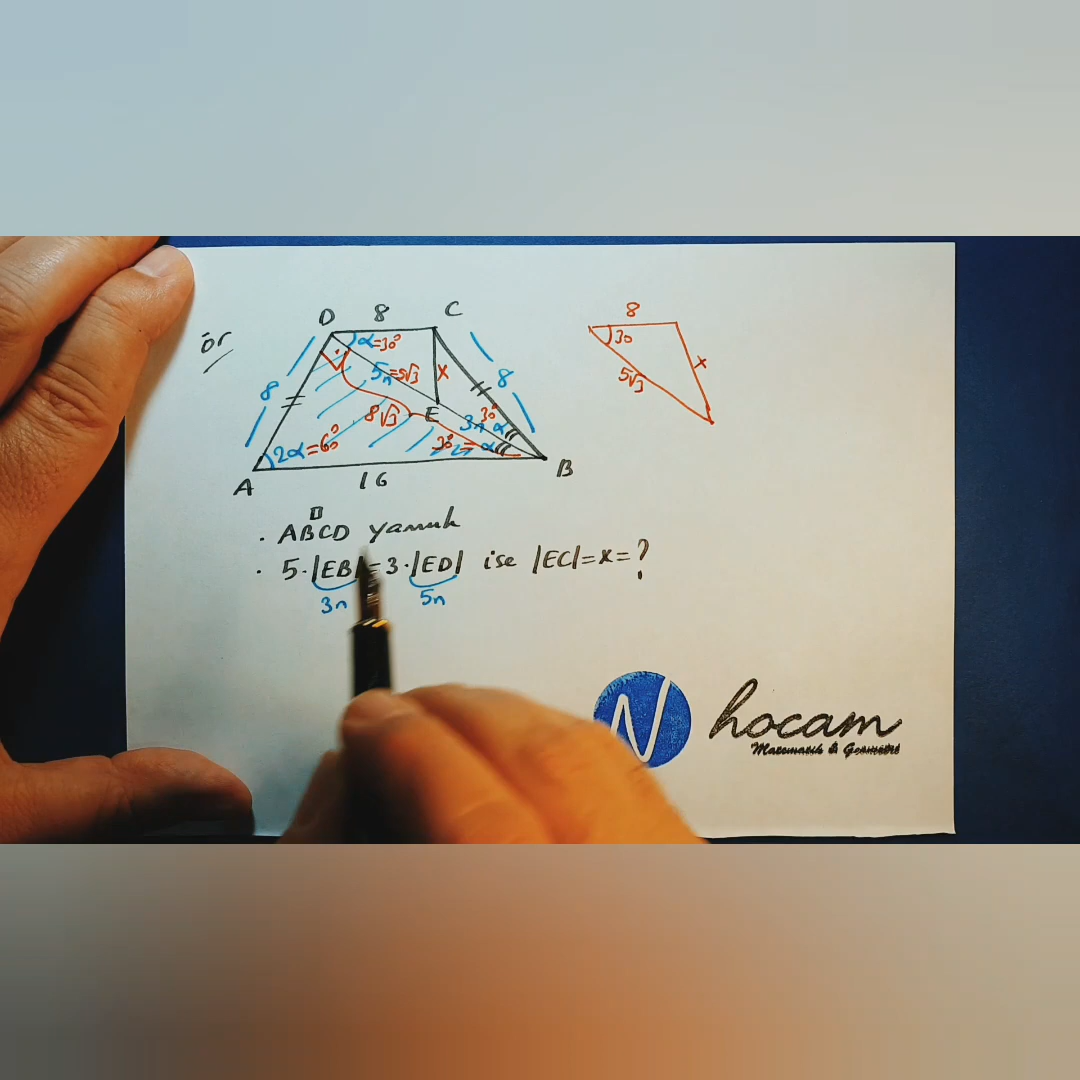 ör
D 8 C
8
α=30°
5n=5√3
x
8
8√3
E
3n
30°
α
2α=60°
30°=α
A
16
B
8
30
5√3
x
· ABCD yamuk
· 5·|EB|=3·|ED| ise |EC|=x=?
3n 5n
N hocam
Matematik & Geometri